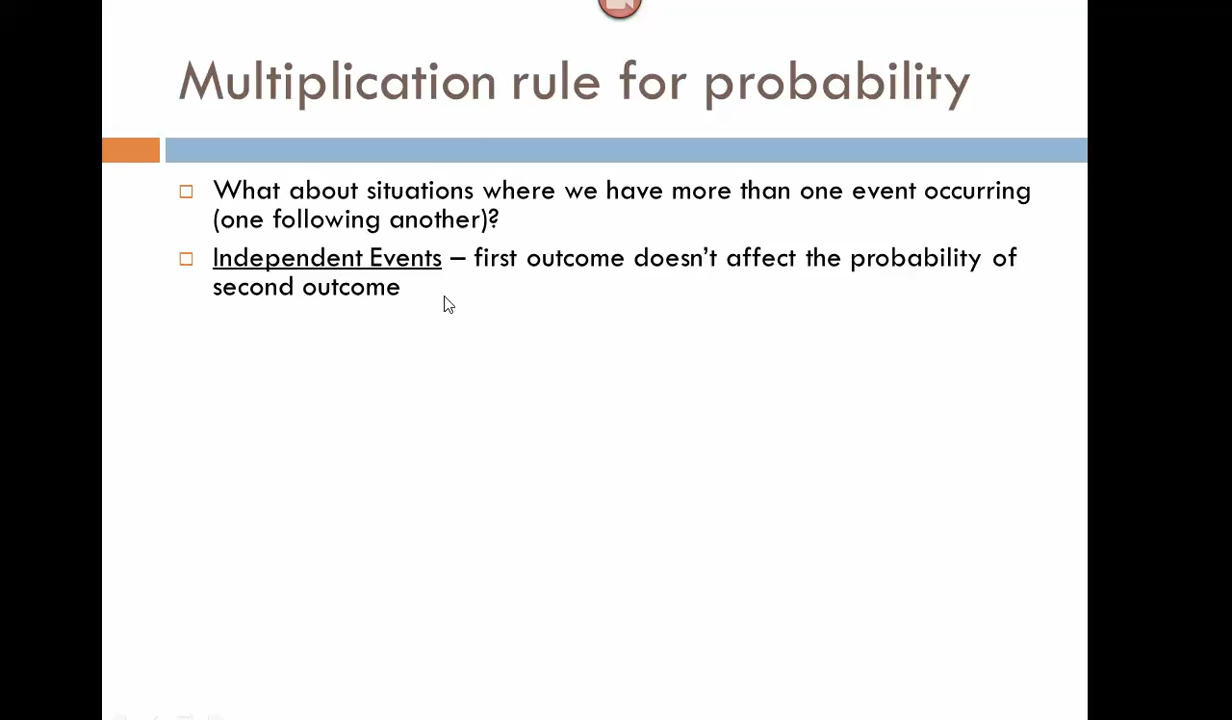 Multiplication rule for probability
What about situations where we have more than one event occurring
(one following another)?
Independent Events – first outcome doesn’t affect the probability of
second outcome